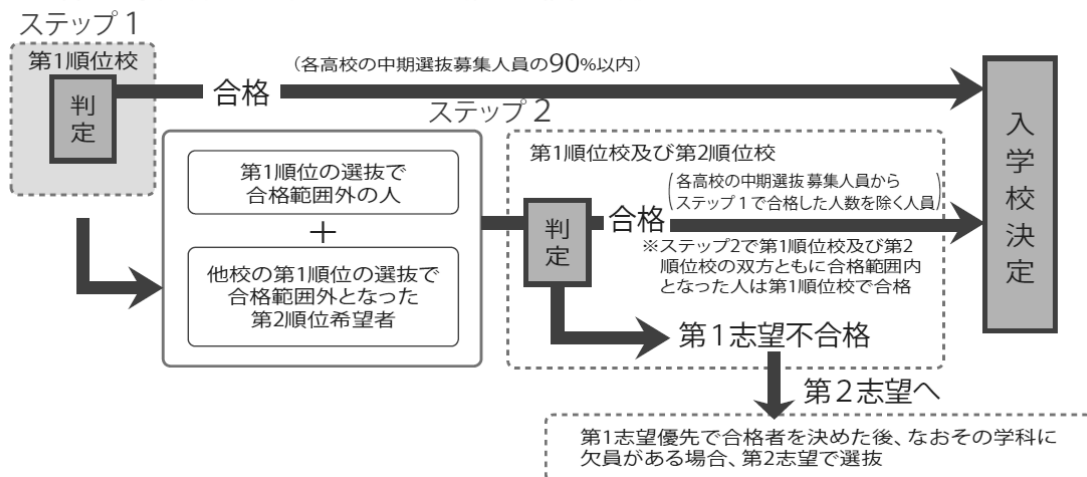 ステップ 1
第1順位校
判定
合格
（各高校の中期選抜募集人員の90%以内）
ステップ 2
第1順位の選抜で
合格範囲外の人
＋
他校の第1順位の選抜で
合格範囲外となった
第2順位希望者
第1順位校及び第2順位校
判定
合格
（各高校の中期選抜 募集人員から
ステップ 1 で合格した人数を除く人員）
※ステップ2で第1順位校及び第2
順位校の双方ともに合格範囲内
となった人は第1順位校で合格
第１志望不合格
第２志望へ
第1志望優先で合格者を決めた後、なおその学科に
欠員がある場合、第2志望で選抜
入学校決定